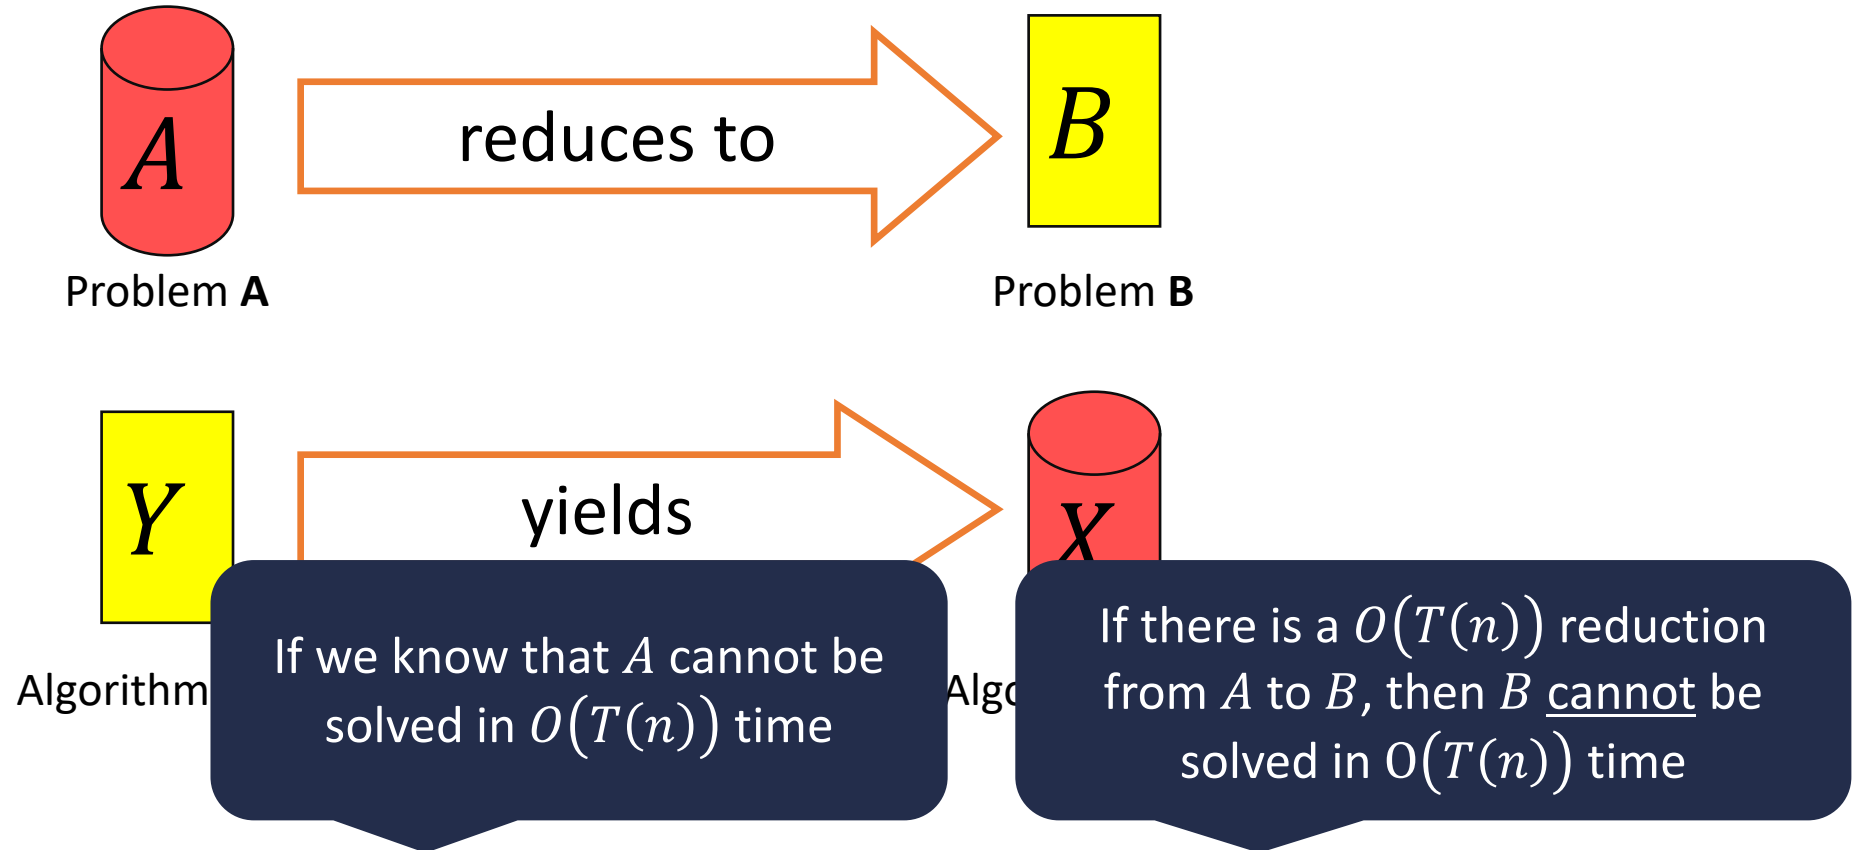 A
reduces to
B
Problem A
Problem B
Y
yields
X
Algorithm
If we know that A cannot be
solved in O(T(n)) time
If there is a O(T(n)) reduction
from A to B, then B cannot be
solved in O(T(n)) time